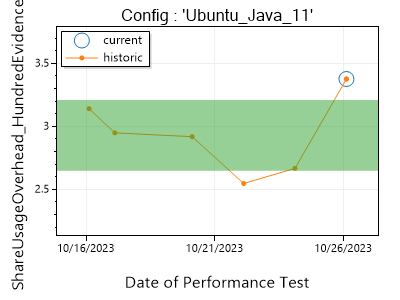 Config : 'Ubuntu_Java_11'
current
historic
ShareUsageOverhead_HundredEvidence
3.5
3
2.5
10/16/2023
10/21/2023
10/26/2023
Date of Performance Test